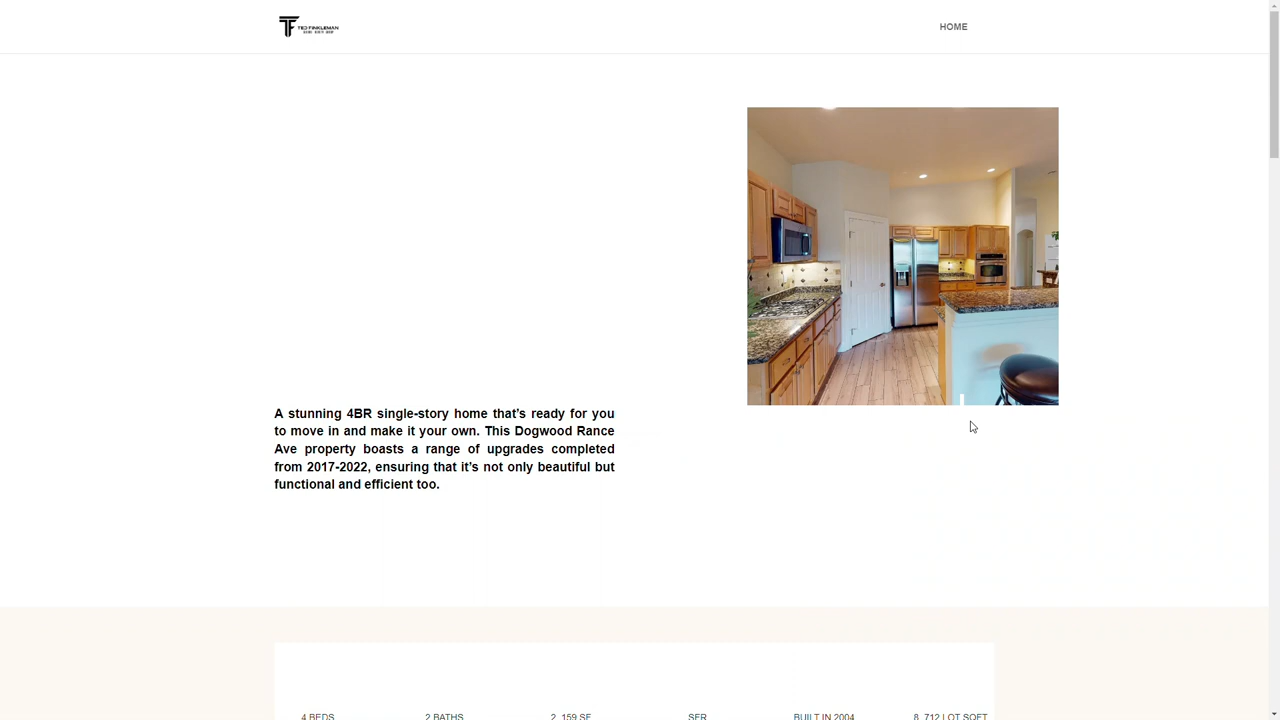 TED FINKLEMAN
HOME
A stunning 4BR single-story home that's ready for you
to move in and make it your own. This Dogwood Rance
Ave property boasts a range of upgrades completed
from 2017-2022, ensuring that it's not only beautiful but
functional and efficient too.
4 BEDS
2 BATHS
2, 159 SF
SFR
BUILT IN 2004
8, 712 LOT SQFT